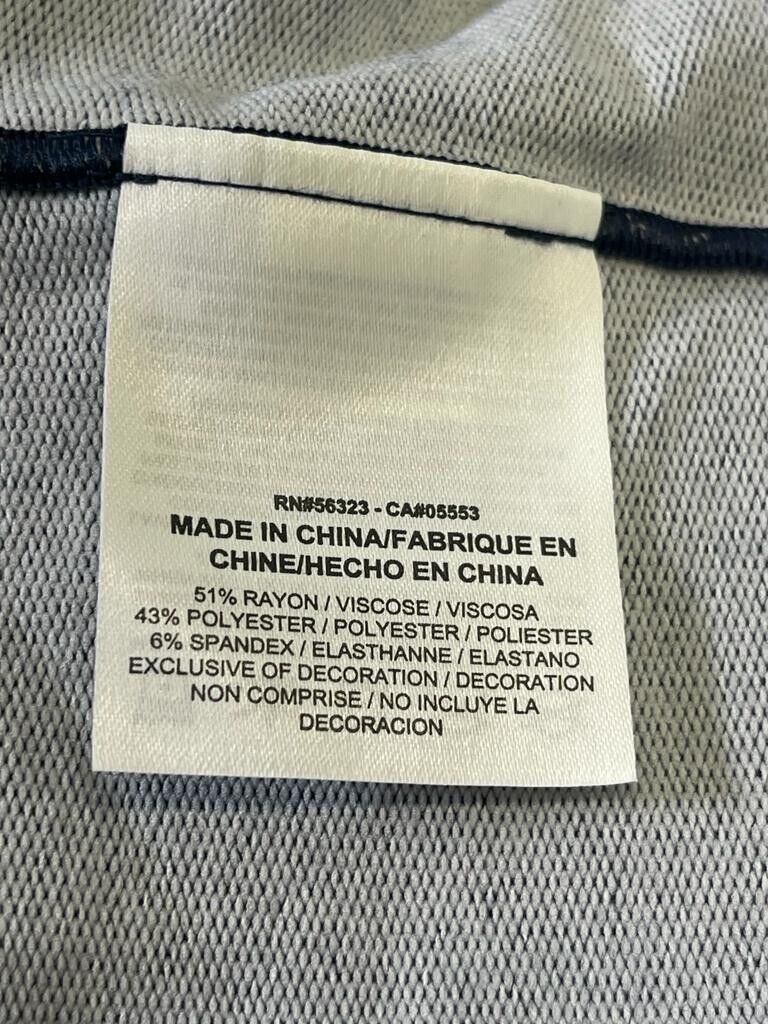 RN#56323 - CA#05553
MADE IN CHINA/FABRIQUE EN
CHINE/HECHO EN CHINA
51% RAYON / VISCOSE / VISCOSA
43% POLYESTER / POLYESTER / POLIESTER
6% SPANDEX / ELASTHANNE / ELASTANO
EXCLUSIVE OF DECORATION / DECORATION
NON COMPRISE / NO INCLUYE LA
DECORACION